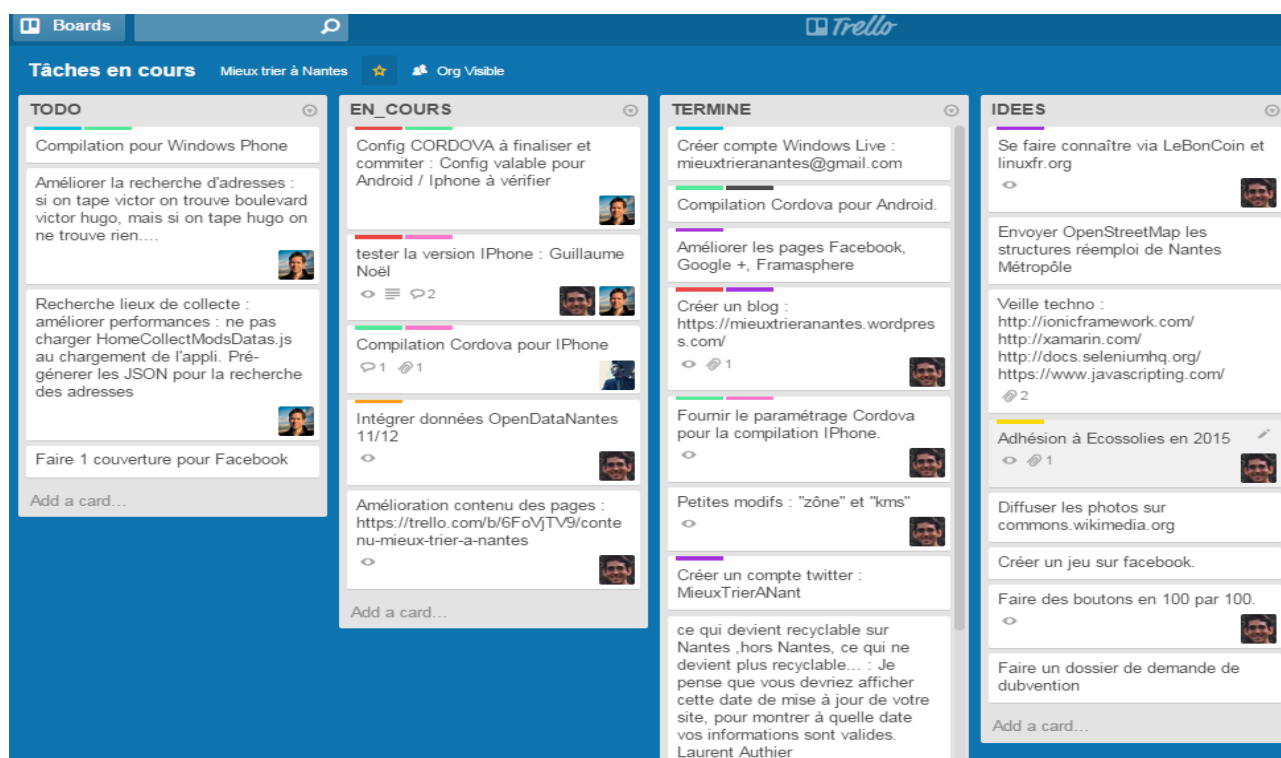 Boards
Trello
Tâches en cours Mieux trier à Nantes Org Visible
TODO
Compilation pour Windows Phone
Améliorer la recherche d'adresses :
si on tape victor on trouve boulevard
victor hugo, mais si on tape hugo on
ne trouve rien....
Recherche lieux de collecte :
améliorer performances : ne pas
charger HomeCollectModsDatas.js
au chargement de l'appli. Pré-
génerer les JSON pour la recherche
des adresses
Faire 1 couverture pour Facebook
Add a card...
EN_COURS
Config CORDOVA à finaliser et
commiter : Config valable pour
Android / Iphone à vérifier
tester la version IPhone : Guillaume
Noël
2
Compilation Cordova pour IPhone
1 1
Intégrer données OpenDataNantes
11/12
Amélioration contenu des pages :
https://trello.com/b/6FoVjTV9/conte
nu-mieux-trier-a-nantes
Add a card...
TERMINE
Créer compte Windows Live :
mieuxtrieranantes@gmail.com
Compilation Cordova pour Android.
Améliorer les pages Facebook,
Google +, Framasphere
Créer un blog :
https://mieuxtrieranantes.wordpres
s.com/
1
Fournir le paramétrage Cordova
pour la compilation IPhone.
Petites modifs : "zône" et "kms"
Créer un compte twitter :
MieuxTrierANant
ce qui devient recyclable sur
Nantes ,hors Nantes, ce qui ne
devient plus recyclable... : Je
pense que vous devriez afficher
cette date de mise à jour de votre
site, pour montrer à quelle date
vos informations sont valides.
Laurent Authier
IDEES
Se faire connaître via LeBonCoin et
linuxfr.org
Envoyer OpenStreetMap les
structures réemploi de Nantes
Métropôle
Veille techno :
http://ionicframework.com/
http://xamarin.com/
http://docs.seleniumhq.org/
https://www.javascripting.com/
2
Adhésion à Ecossolies en 2015
1
Diffuser les photos sur
commons.wikimedia.org
Créer un jeu sur facebook.
Faire des boutons en 100 par 100.
Faire un dossier de demande de
dubvention
Add a card...